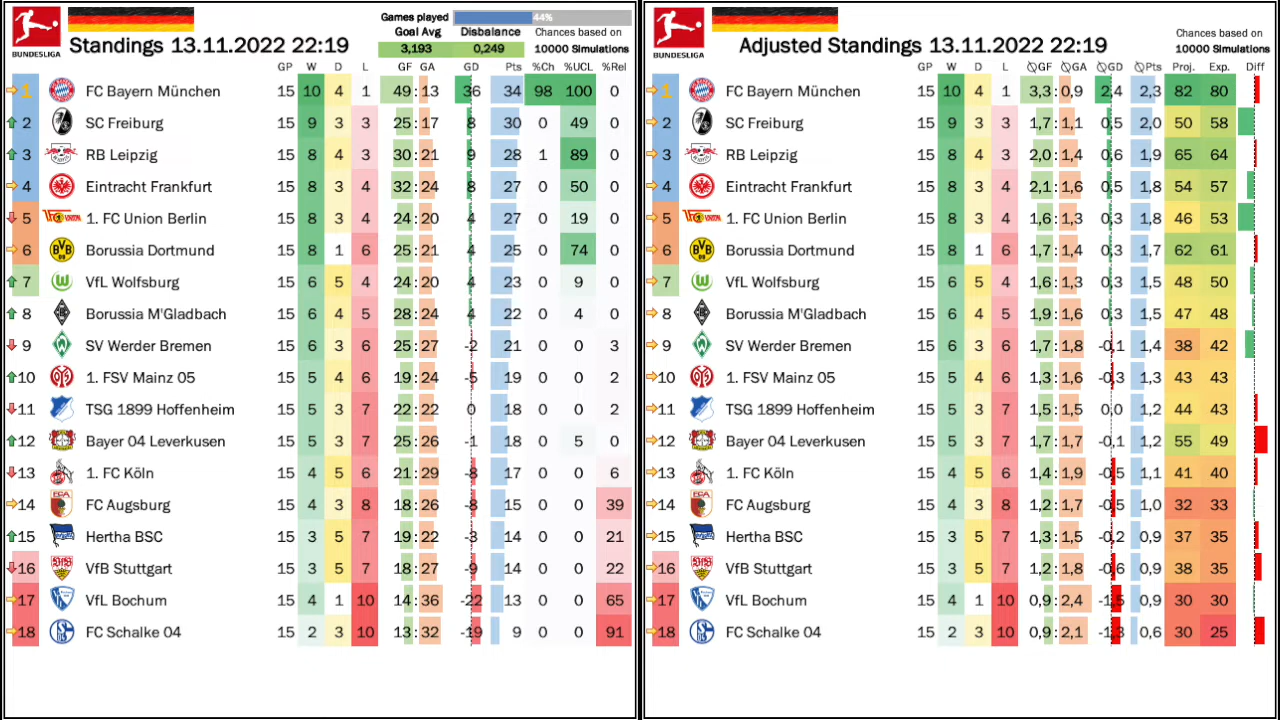 Games played 44%
Goal Avg Disbalance Chances based on
BUNDESLIGA Standings 13.11.2022 22:19 3,193 0,249 10000 Simulations
GP W D L GF GA GD Pts %Ch %UCL %Rel
1 FC Bayern München 15 10 4 1 49 : 13 36 34 98 100 0
2 SC Freiburg 15 9 3 3 25 : 17 8 30 0 49 0
3 RB Leipzig 15 8 4 3 30 : 21 9 28 1 89 0
4 Eintracht Frankfurt 15 8 3 4 32 : 24 8 27 0 50 0
5 1. FC Union Berlin 15 8 3 4 24 : 20 4 27 0 19 0
6 Borussia Dortmund 15 8 1 6 25 : 21 4 25 0 74 0
7 VfL Wolfsburg 15 6 5 4 24 : 20 4 23 0 9 0
8 Borussia M'Gladbach 15 6 4 5 28 : 24 4 22 0 4 0
9 SV Werder Bremen 15 6 3 6 25 : 27 -2 21 0 0 3
10 1. FSV Mainz 05 15 5 4 6 19 : 24 -5 19 0 0 2
11 TSG 1899 Hoffenheim 15 5 3 7 22 : 22 0 18 0 0 2
12 Bayer 04 Leverkusen 15 5 3 7 25 : 26 -1 18 0 5 0
13 1. FC Köln 15 4 5 6 21 : 29 -8 17 0 0 6
14 FC Augsburg 15 4 3 8 18 : 26 -8 15 0 0 39
15 Hertha BSC 15 3 5 7 19 : 22 -3 14 0 0 21
16 VfB Stuttgart 15 3 5 7 18 : 27 -9 14 0 0 22
17 VfL Bochum 15 4 1 10 14 : 36 -22 13 0 0 65
18 FC Schalke 04 15 2 3 10 13 : 32 -19 9 0 0 91
Chances based on
BUNDESLIGA Adjusted Standings 13.11.2022 22:19 10000 Simulations
GP W D L ∅GF ∅GA ∅GD ∅Pts Proj. Exp. Diff
1 FC Bayern München 15 10 4 1 3,3 : 0,9 2,4 2,3 82 80
2 SC Freiburg 15 9 3 3 1,7 : 1,1 0,5 2,0 50 58
3 RB Leipzig 15 8 4 3 2,0 : 1,4 0,6 1,9 65 64
4 Eintracht Frankfurt 15 8 3 4 2,1 : 1,6 0,5 1,8 54 57
5 1. FC Union Berlin 15 8 3 4 1,6 : 1,3 0,3 1,8 46 53
6 Borussia Dortmund 15 8 1 6 1,7 : 1,4 0,3 1,7 62 61
7 VfL Wolfsburg 15 6 5 4 1,6 : 1,3 0,3 1,5 48 50
8 Borussia M'Gladbach 15 6 4 5 1,9 : 1,6 0,3 1,5 47 48
9 SV Werder Bremen 15 6 3 6 1,7 : 1,8 -0,1 1,4 38 42
10 1. FSV Mainz 05 15 5 4 6 1,3 : 1,6 -0,3 1,3 43 43
11 TSG 1899 Hoffenheim 15 5 3 7 1,5 : 1,5 0,0 1,2 44 43
12 Bayer 04 Leverkusen 15 5 3 7 1,7 : 1,7 -0,1 1,2 55 49
13 1. FC Köln 15 4 5 6 1,4 : 1,9 -0,5 1,1 41 40
14 FC Augsburg 15 4 3 8 1,2 : 1,7 -0,5 1,0 32 33
15 Hertha BSC 15 3 5 7 1,3 : 1,5 -0,2 0,9 37 35
16 VfB Stuttgart 15 3 5 7 1,2 : 1,8 -0,6 0,9 38 35
17 VfL Bochum 15 4 1 10 0,9 : 2,4 -1,5 0,9 30 30
18 FC Schalke 04 15 2 3 10 0,9 : 2,1 -1,3 0,6 30 25